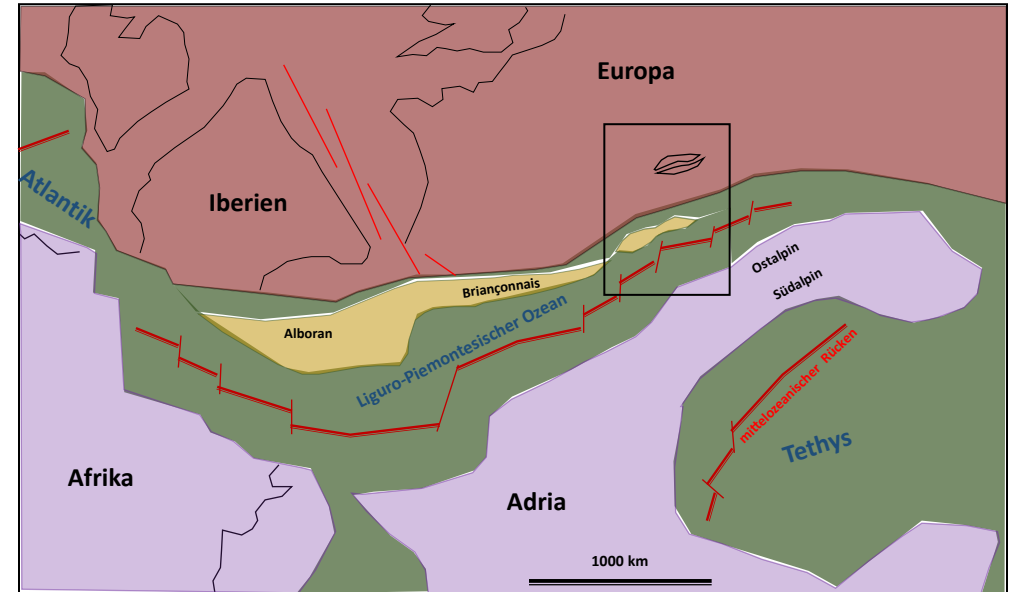 Europa
Atlantik
Iberien
Ostalpin
Südalpin
Briançonnais
Alboran
Liguro-Piemontesischer Ozean
mittelozeanischer Rücken
Tethys
Afrika
Adria
1000 km